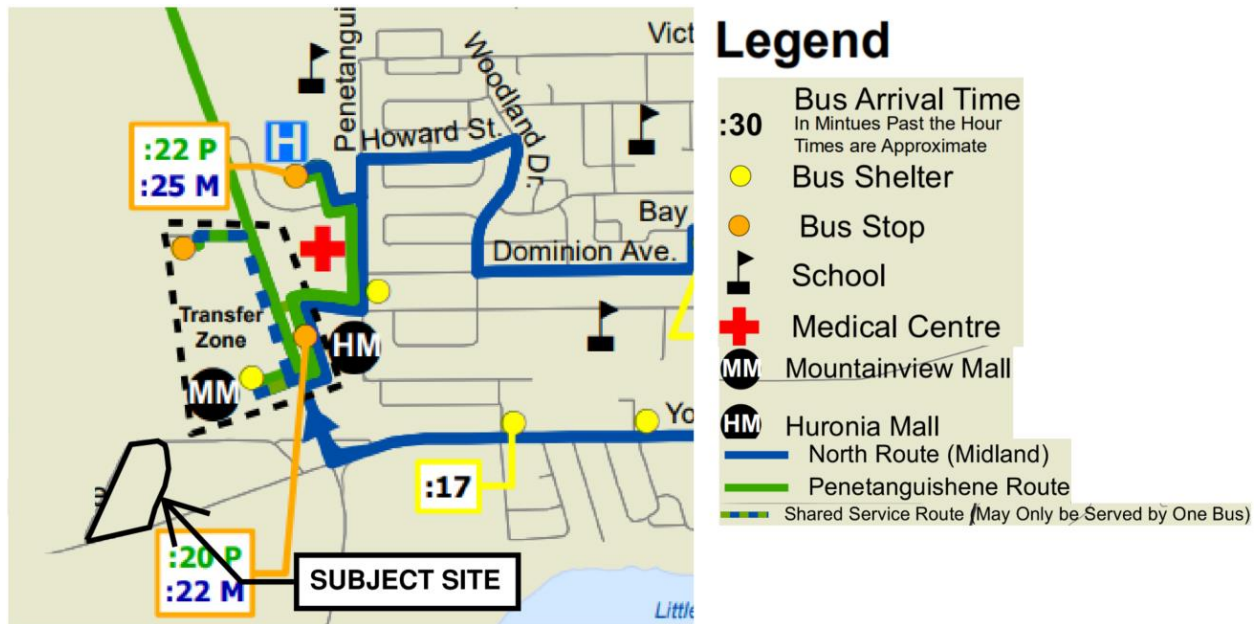 Penetangui
Vict
Woodland Dr.
Howard St.
H
:22 P
:25 M
Bay
Dominion Ave.
Transfer
Zone
HM
MM
Yo
:17
:20 P
:22 M
SUBJECT SITE
Little
Legend
:30
Bus Arrival Time
In Mintues Past the Hour
Times are Approximate
Bus Shelter
Bus Stop
School
Medical Centre
MM Mountainview Mall
HM Huronia Mall
North Route (Midland)
Penetanguishene Route
Shared Service Route (May Only be Served by One Bus)